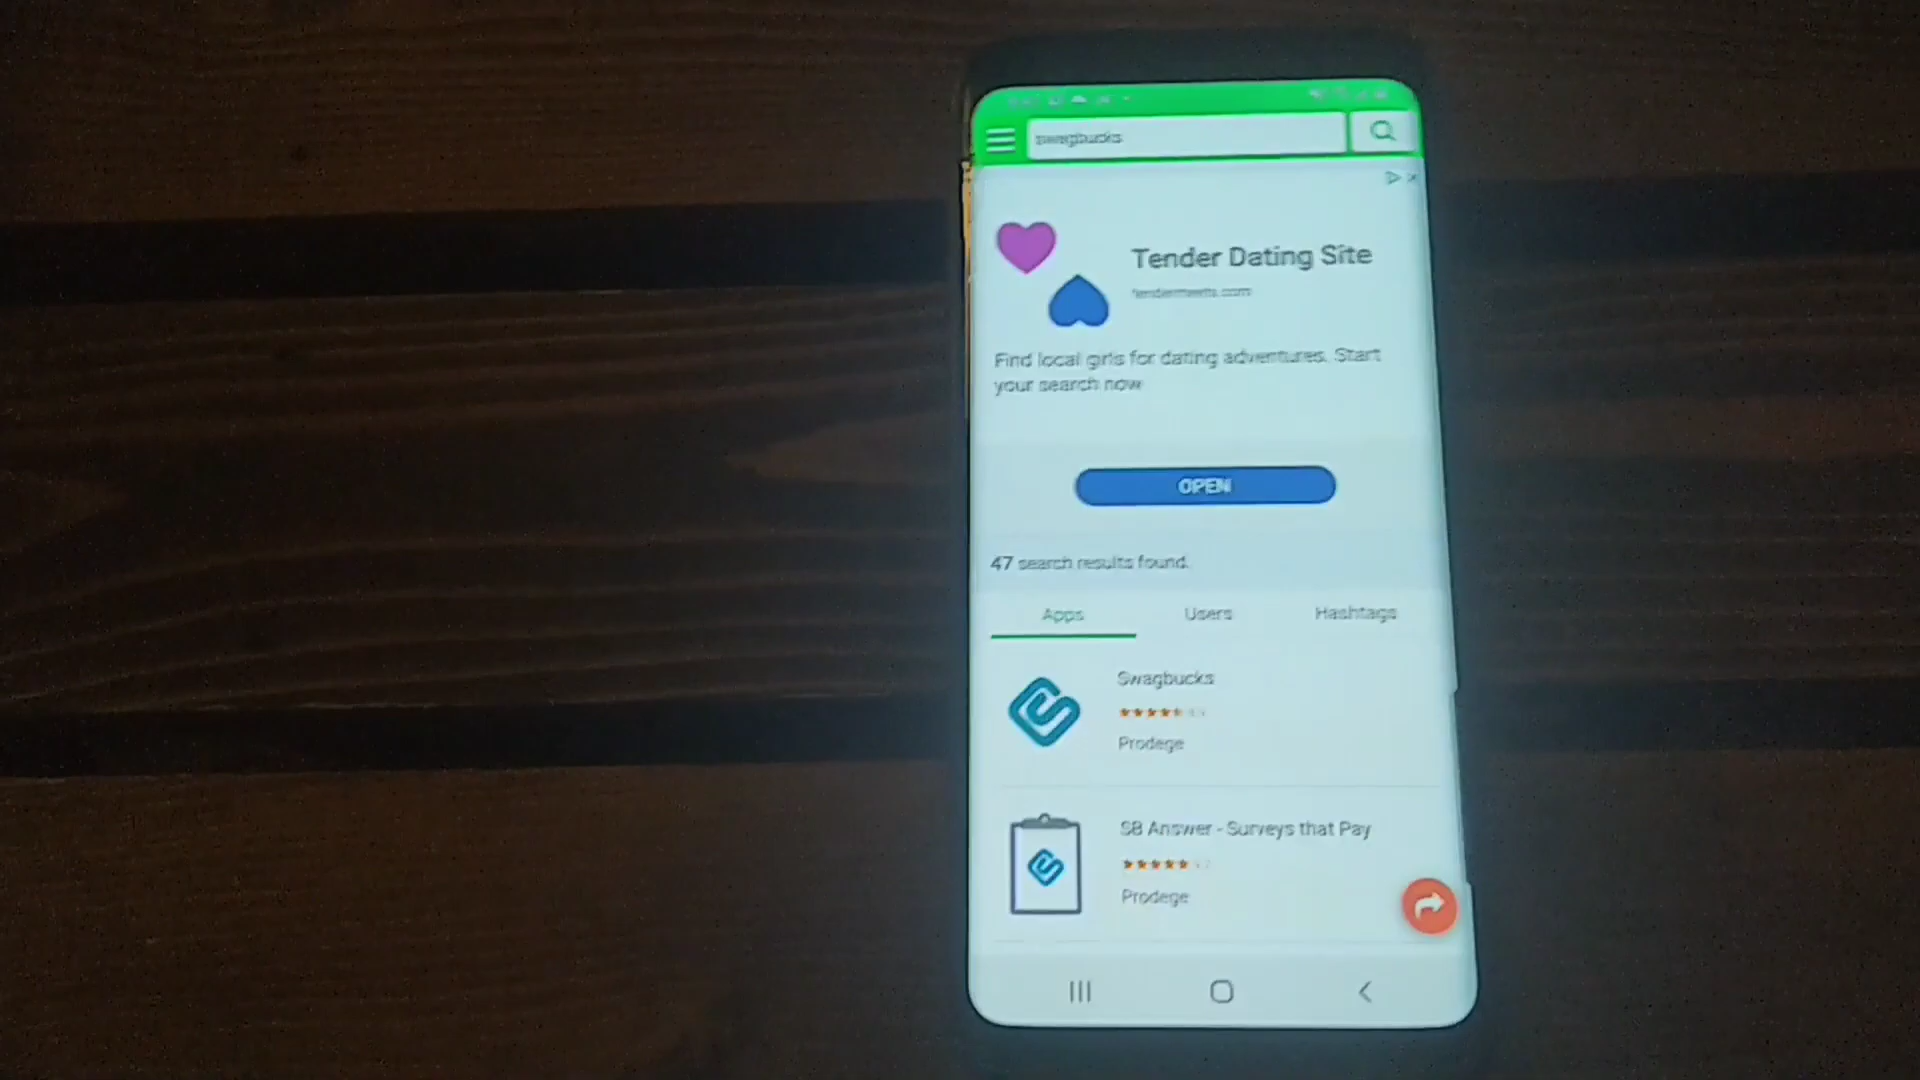 swagbucks
Tender Dating Site
tendermeets.com
Find local girls for dating adventures. Start
your search now
OPEN
47 search results found.
Apps
Users
Hashtags
Swagbucks
Prodege
SB Answer - Surveys that Pay
Prodege